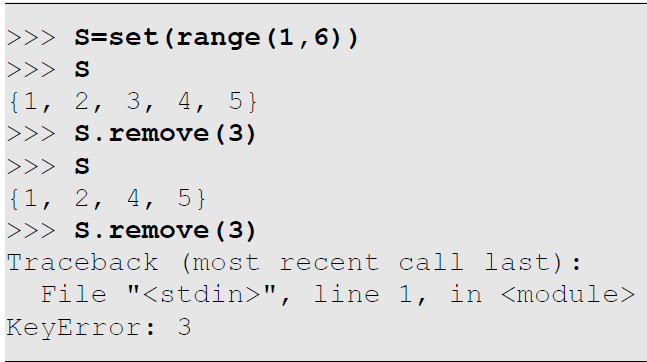 >>> S=set(range(1,6))
>>> S
{1, 2, 3, 4, 5}
>>> S.remove(3)
>>> S
{1, 2, 4, 5}
>>> S.remove(3)
Traceback (most recent call last):
  File "<stdin>", line 1, in <module>
KeyError: 3